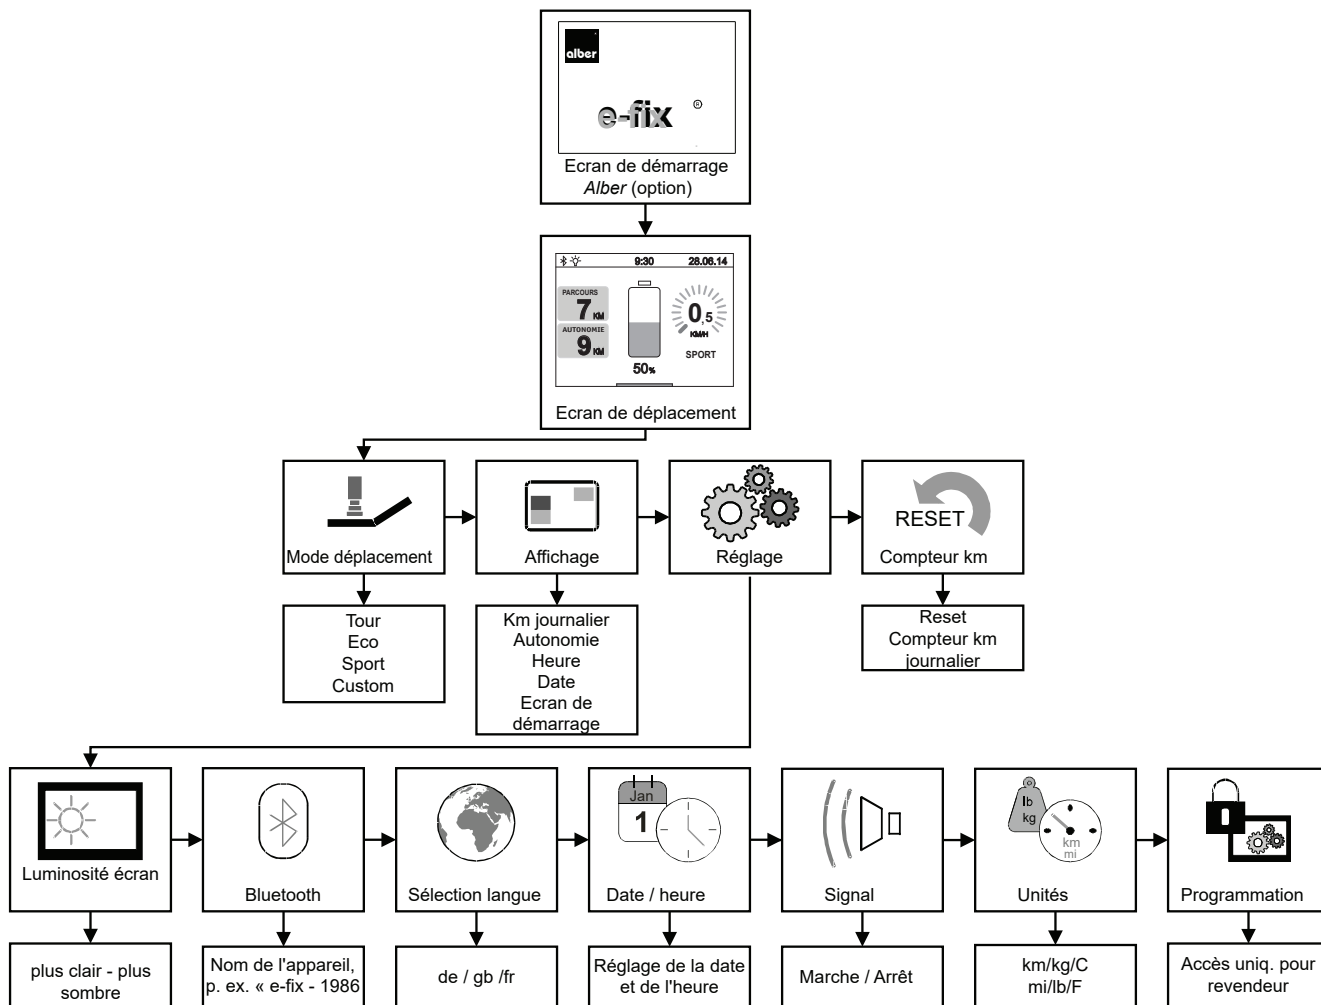 alber
e-fix ®
Ecran de démarrage
Alber (option)
9:30 28.06.14
PARCOURS
7 KM
AUTONOMIE
9 KM
50%
0,5
KM/H
SPORT
Ecran de déplacement
Mode déplacement
Affichage
Réglage
RESET
Compteur km
Tour
Eco
Sport
Custom
Km journalier
Autonomie
Heure
Date
Ecran de
démarrage
Reset
Compteur km
journalier
Luminosité écran
Bluetooth
Sélection langue
Jan
1
Date / heure
Signal
lb
kg
km
mi
Unités
Programmation
plus clair - plus
sombre
Nom de l'appareil,
p. ex. « e-fix - 1986
de / gb /fr
Réglage de la date
et de l'heure
Marche / Arrêt
km/kg/C
mi/lb/F
Accès uniq. pour
revendeur